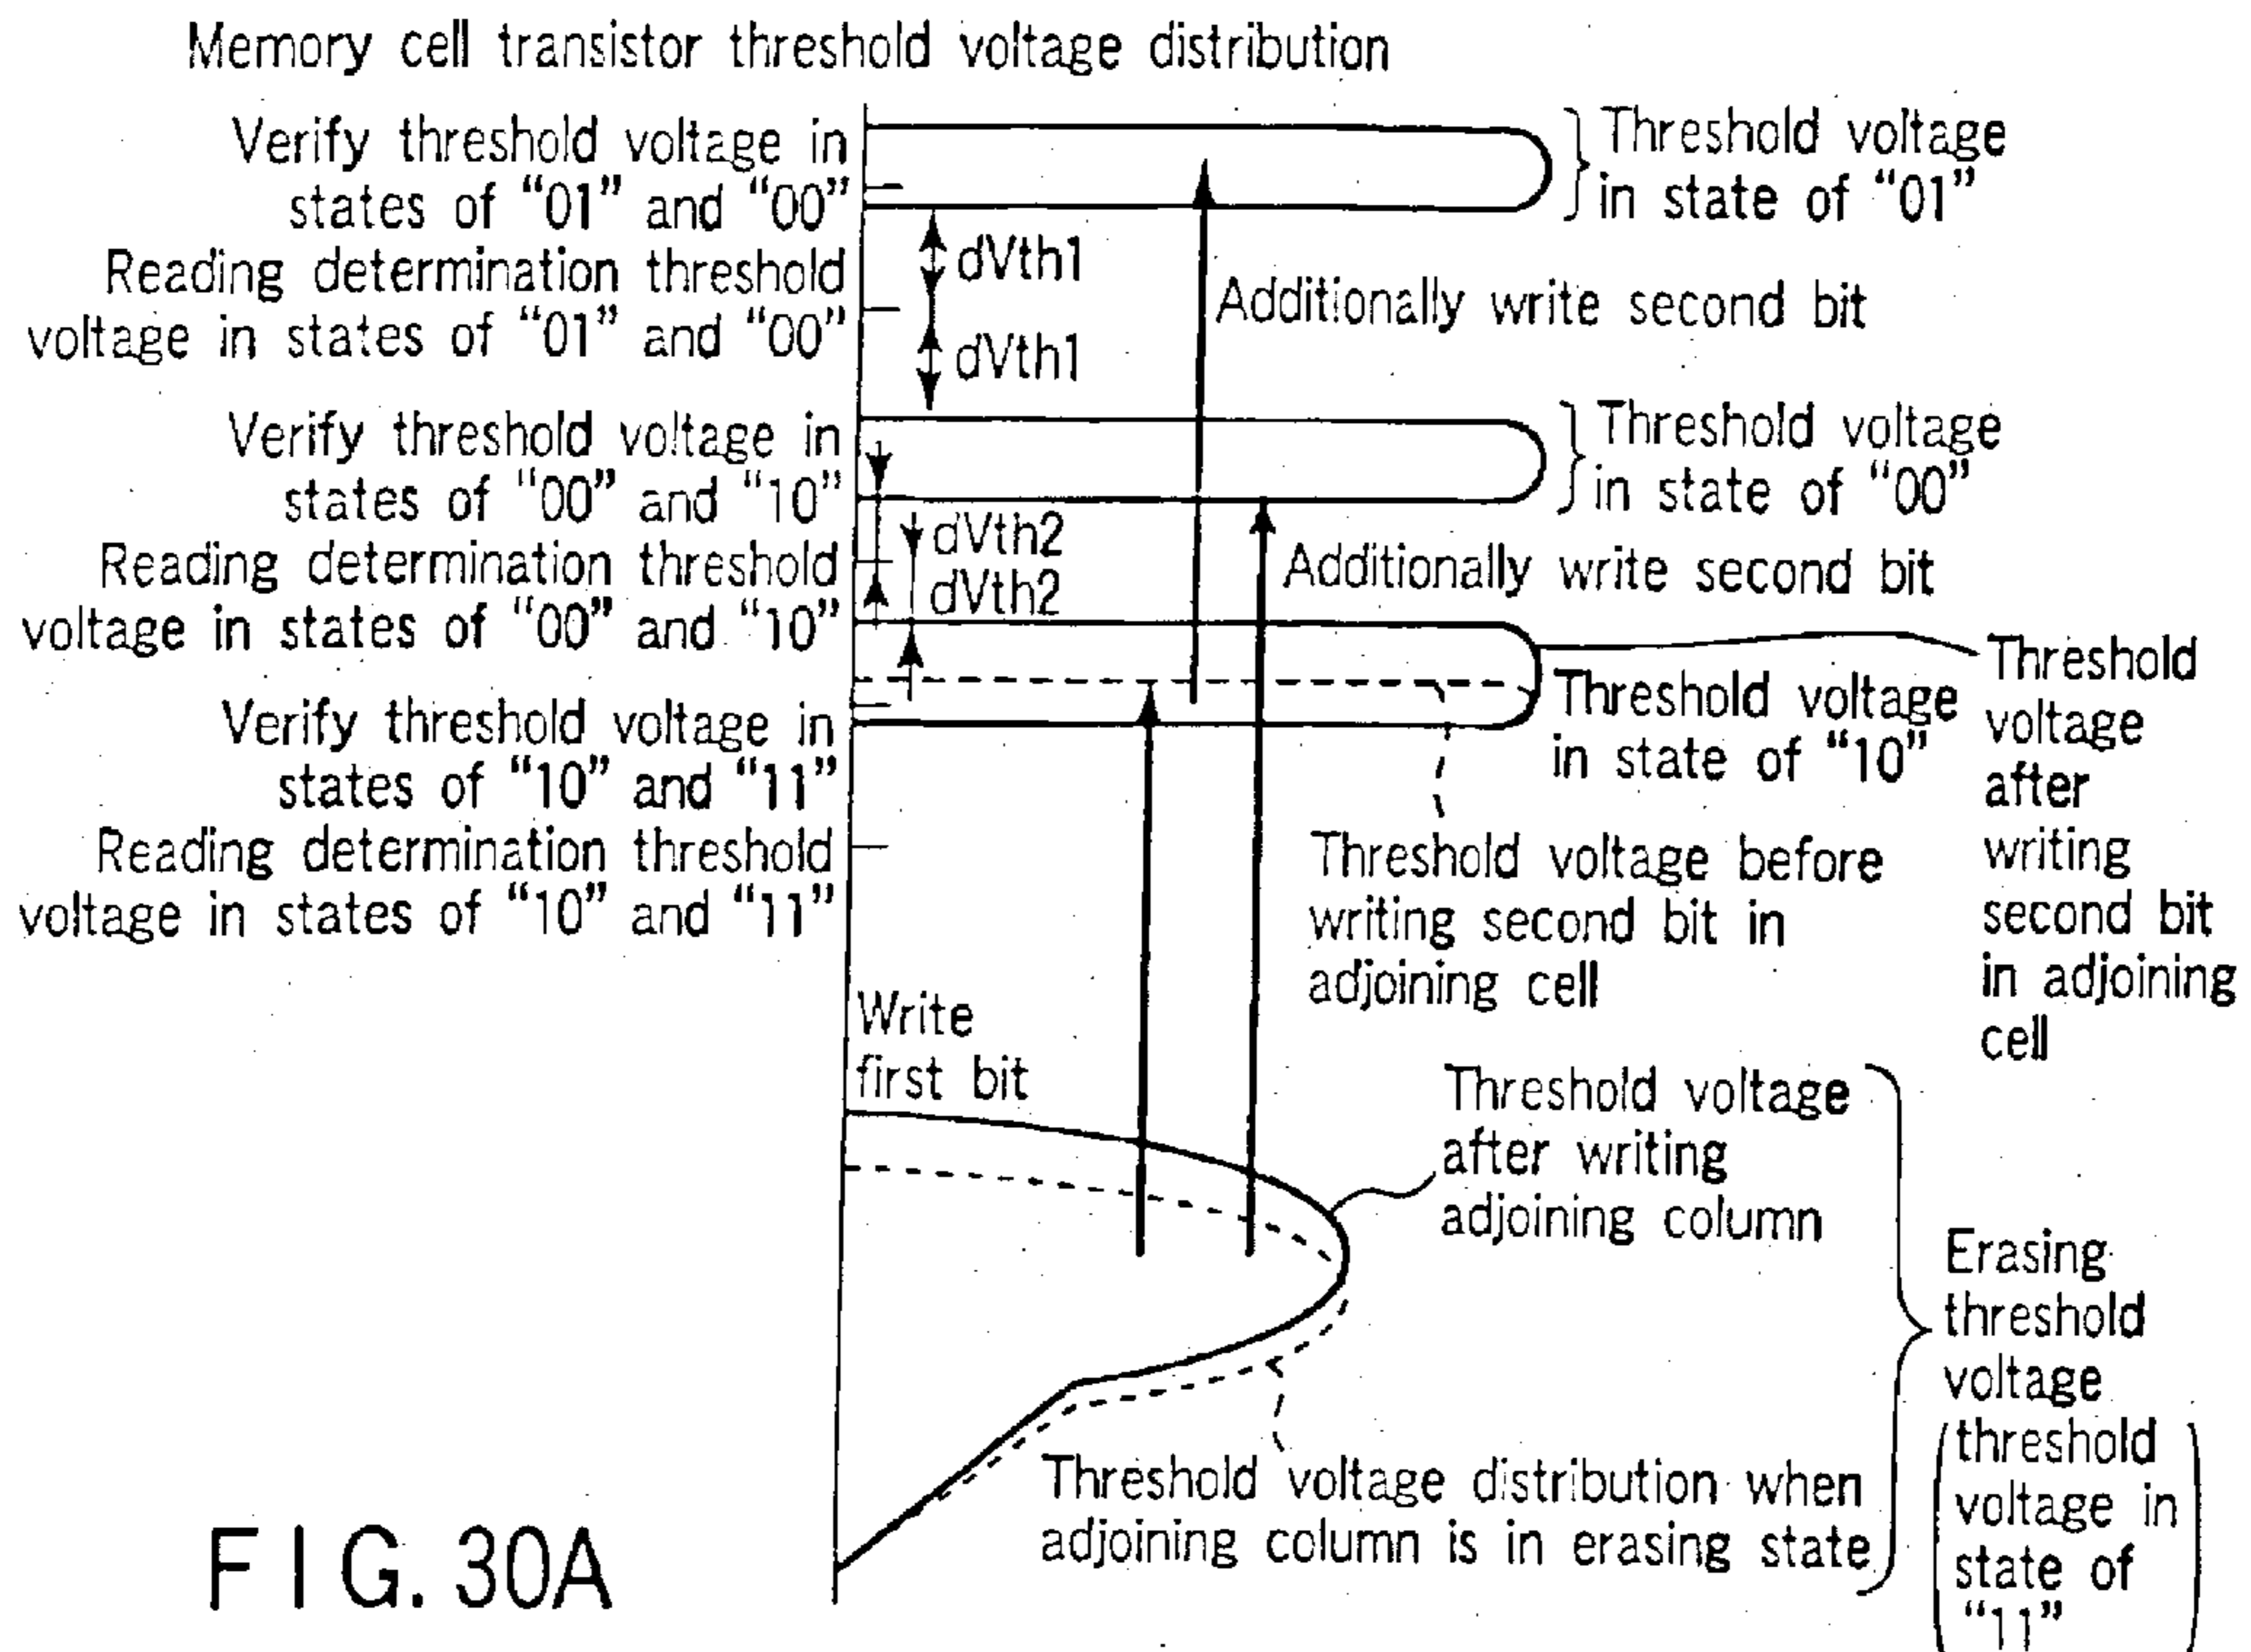 Memory cell transistor threshold voltage distribution
Verify threshold voltage in
states of "01" and "00"
Reading determination threshold
voltage in states of "01" and "00"
Verify threshold voltage in
states of "00" and "10"
Reading determination threshold
voltage in states of "00" and "10"
Verify threshold voltage in
states of "10" and "11"
Reading determination threshold
voltage in states of "10" and "11"
dVth1
dVth1
dVth2
dVth2
Threshold voltage
in state of "01"
Additionally write second bit
Threshold voltage
in state of "00"
Additionally write second bit
Threshold voltage
in state of "10"
Threshold
voltage
after
writing
second bit
in adjoining
cell
Threshold voltage before
writing second bit in
adjoining cell
Write
first bit
Threshold voltage
after writing
adjoining column
Threshold voltage distribution when
adjoining column is in erasing state
Erasing
threshold
voltage
threshold
voltage in
state of
"11"
FIG. 30A